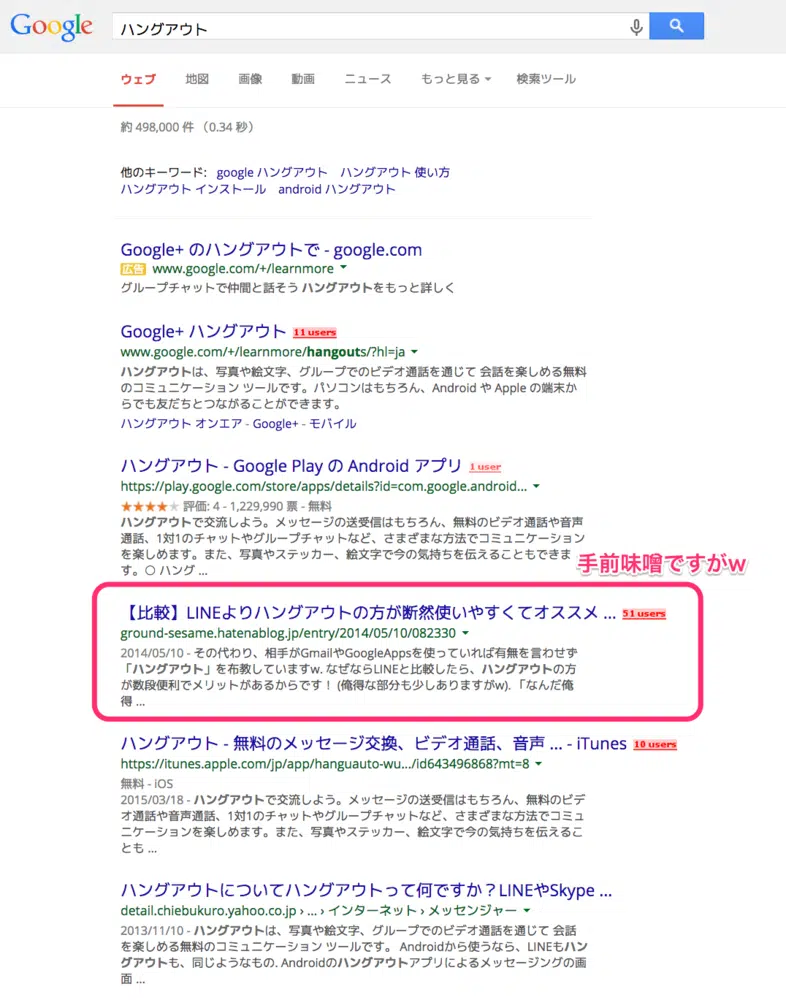 Google ハングアウト
ウェブ 地図 画像 動画 ニュース もっと見る 検索ツール
約 498,000 件 (0.34 秒)
他のキーワード: google ハングアウト ハングアウト 使い方
ハングアウト インストール android ハングアウト
Google+ のハングアウトで - google.com
広告 www.google.com/+/learnmore
グループチャットで仲間と話そう ハングアウトをもっと詳しく
Google+ ハングアウト 11 users
www.google.com/+/learnmore/hangouts/?hl=ja
ハングアウトは、写真や絵文字、グループでのビデオ通話を通じて 会話を楽しめる無料
のコミュニケーション ツールです。パソコンはもちろん、Android や Apple の端末か
らでも友だちとつながることができます。
ハングアウト オンエア - Google+ - モバイル
ハングアウト - Google Play の Android アプリ 1 user
https://play.google.com/store/apps/details?id=com.google.android...
★★★★★ 評価: 4 - 1,229,990 票 - 無料
ハングアウトで交流しよう。メッセージの送受信はもちろん、無料のビデオ通話や音声
通話、1対1のチャットやグループチャットなど、さまざまな方法でコミュニケーション
を楽しめます。また、写真やステッカー、絵文字で今の気持ちを伝えることもできま
す。○ ハング ...
手前味噌ですがw
【比較】LINEよりハングアウトの方が断然使いやすくてオススメ ... 51 users
ground-sesame.hatenablog.jp/entry/2014/05/10/082330
2014/05/10 - その代わり、相手がGmailやGoogleAppsを使っていれば有無を言わせず
「ハングアウト」を布教していますw. なぜならLINEと比較したら、ハングアウトの方
が数段便利でメリットがあるからです！ (俺得な部分も少しありますがw). 「なんだ俺
得 ...
ハングアウト - 無料のメッセージ交換、ビデオ通話、音声 ... - iTunes 10 users
https://itunes.apple.com/jp/app/hanguauto-wu.../id643496868?mt=8
無料 - iOS
2015/03/18 - ハングアウトで交流しよう。メッセージの送受信はもちろん、無料のビデ
オ通話や音声通話、1対1のチャットやグループチャットなど、さまざまな方法でコミュ
ニケーションを楽しめます。また、写真やステッカー、絵文字で今の気持ちを伝えるこ
とも ...
ハングアウトについてハングアウトって何ですか？LINEやSkype ...
detail.chiebukuro.yahoo.co.jp › ... › インターネット › メッセンジャー
2013/11/10 - ハングアウトは、写真や絵文字、グループでのビデオ通話を通じて 会話
を楽しめる無料のコミュニケーション ツールです。 Androidから使うなら、LINEもハン
グアウトも、同じようなもの. Androidのハングアウトアプリによるメッセージングの画
面 ...